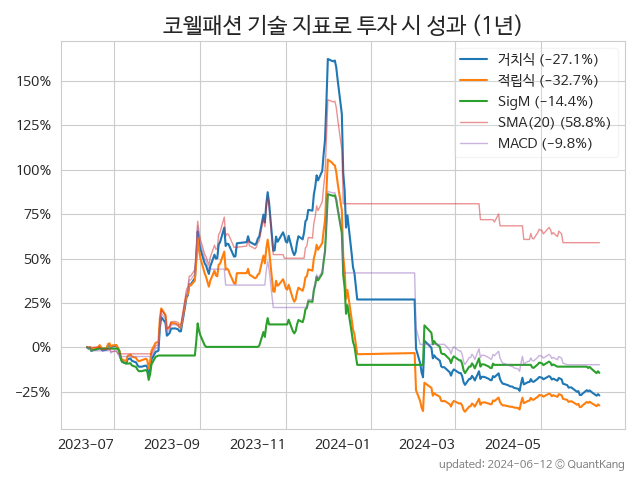 코웰패션 기술 지표로 투자 시 성과 (1년)
거치식 (−27.1%)
적립식 (−32.7%)
SigM (−14.4%)
SMA(20) (58.8%)
MACD (−9.8%)
150%
125%
100%
75%
50%
25%
0%
−25%
2023-07 2023-09 2023-11 2024-01 2024-03 2024-05
updated: 2024-06-12 © QuantKang